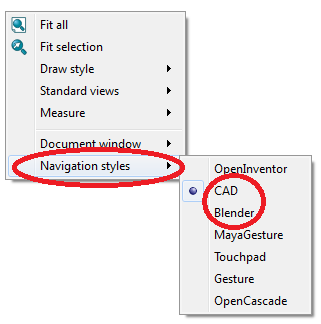 Fit all
Fit selection
Draw style
Standard views
Measure
Document window
Navigation styles
OpenInventor
CAD
Blender
MayaGesture
Touchpad
Gesture
OpenCascade